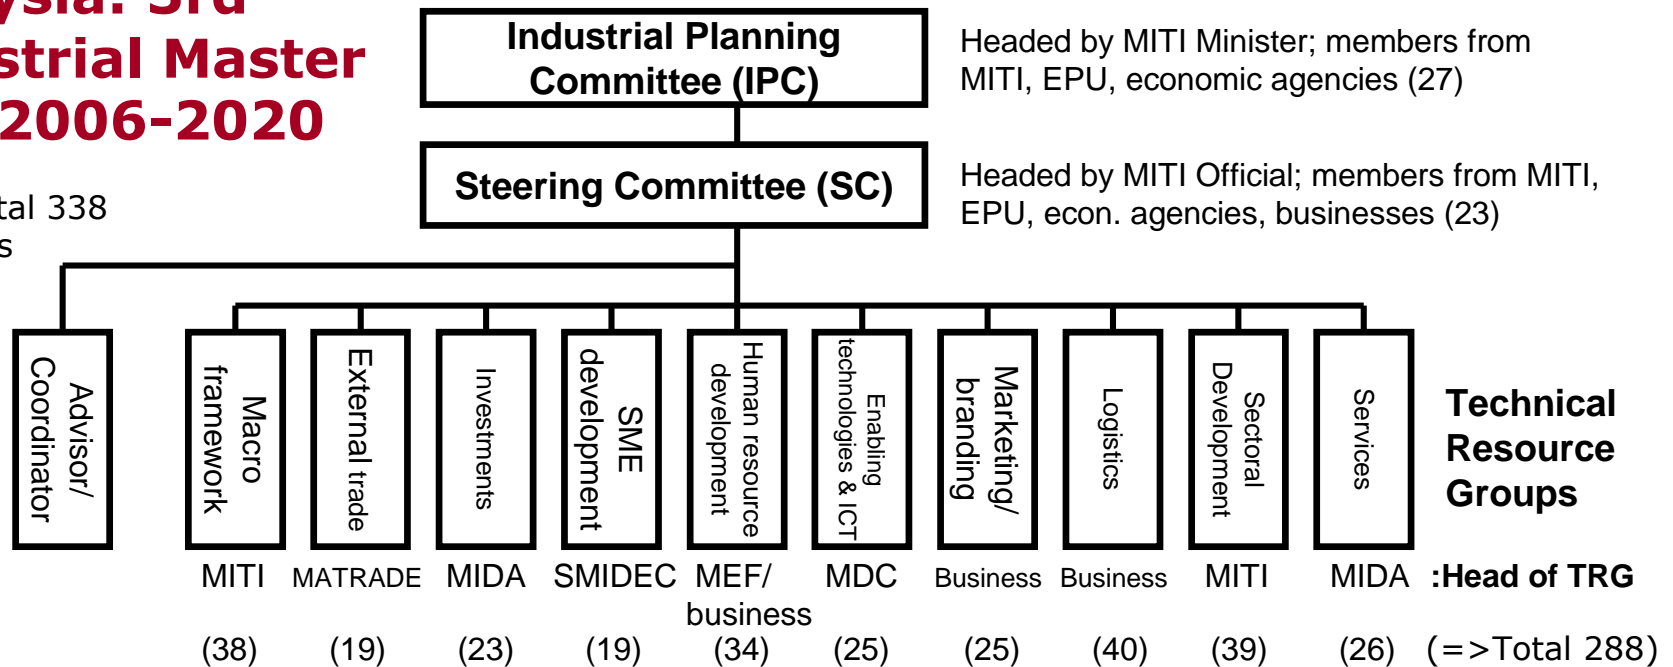 Industrial Planning
Committee (IPC)
Headed by MITI Minister; members from
MITI, EPU, economic agencies (27)
3rd
Master
2006-2020
Steering Committee (SC)
Headed by MITI Official; members from MITI,
EPU, econ. agencies, businesses (23)
338
Advisor/
Coordinator
Macro
framework
External trade
Investments
SME
development
Human resource
development
Enabling
technologies & ICT
Marketing/
branding
Logistics
Sectoral
Development
Services
Technical
Resource
Groups
MITI MATRADE MIDA SMIDEC MEF/ MDC Business Business MITI MIDA :Head of TRG
business
(38) (19) (23) (19) (34) (25) (25) (40) (39) (26) (=>Total 288)